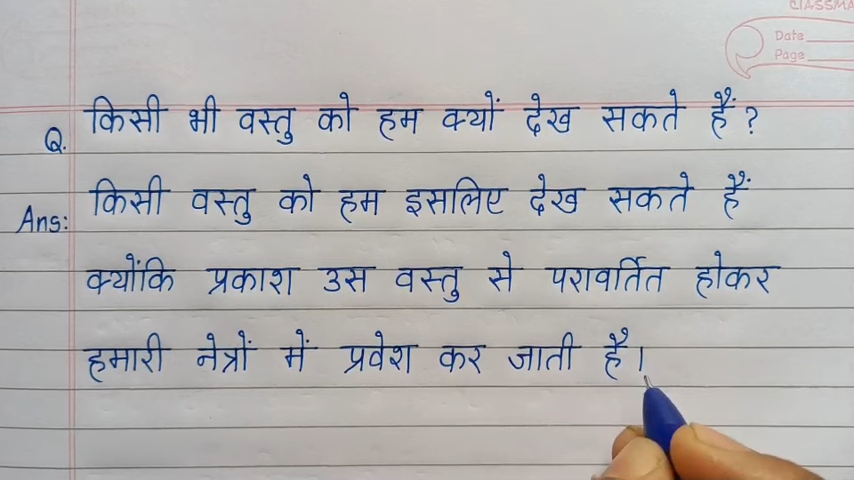 CLASSMA
Date
Page
Q. किसी भी वस्तु को हम क्यों देख सकते हैं ?
Ans: किसी वस्तु को हम इसलिए देख सकते हैं
क्योंकि प्रकाश उस वस्तु से परावर्तित होकर
हमारी नेत्रों में प्रवेश कर जाती है।